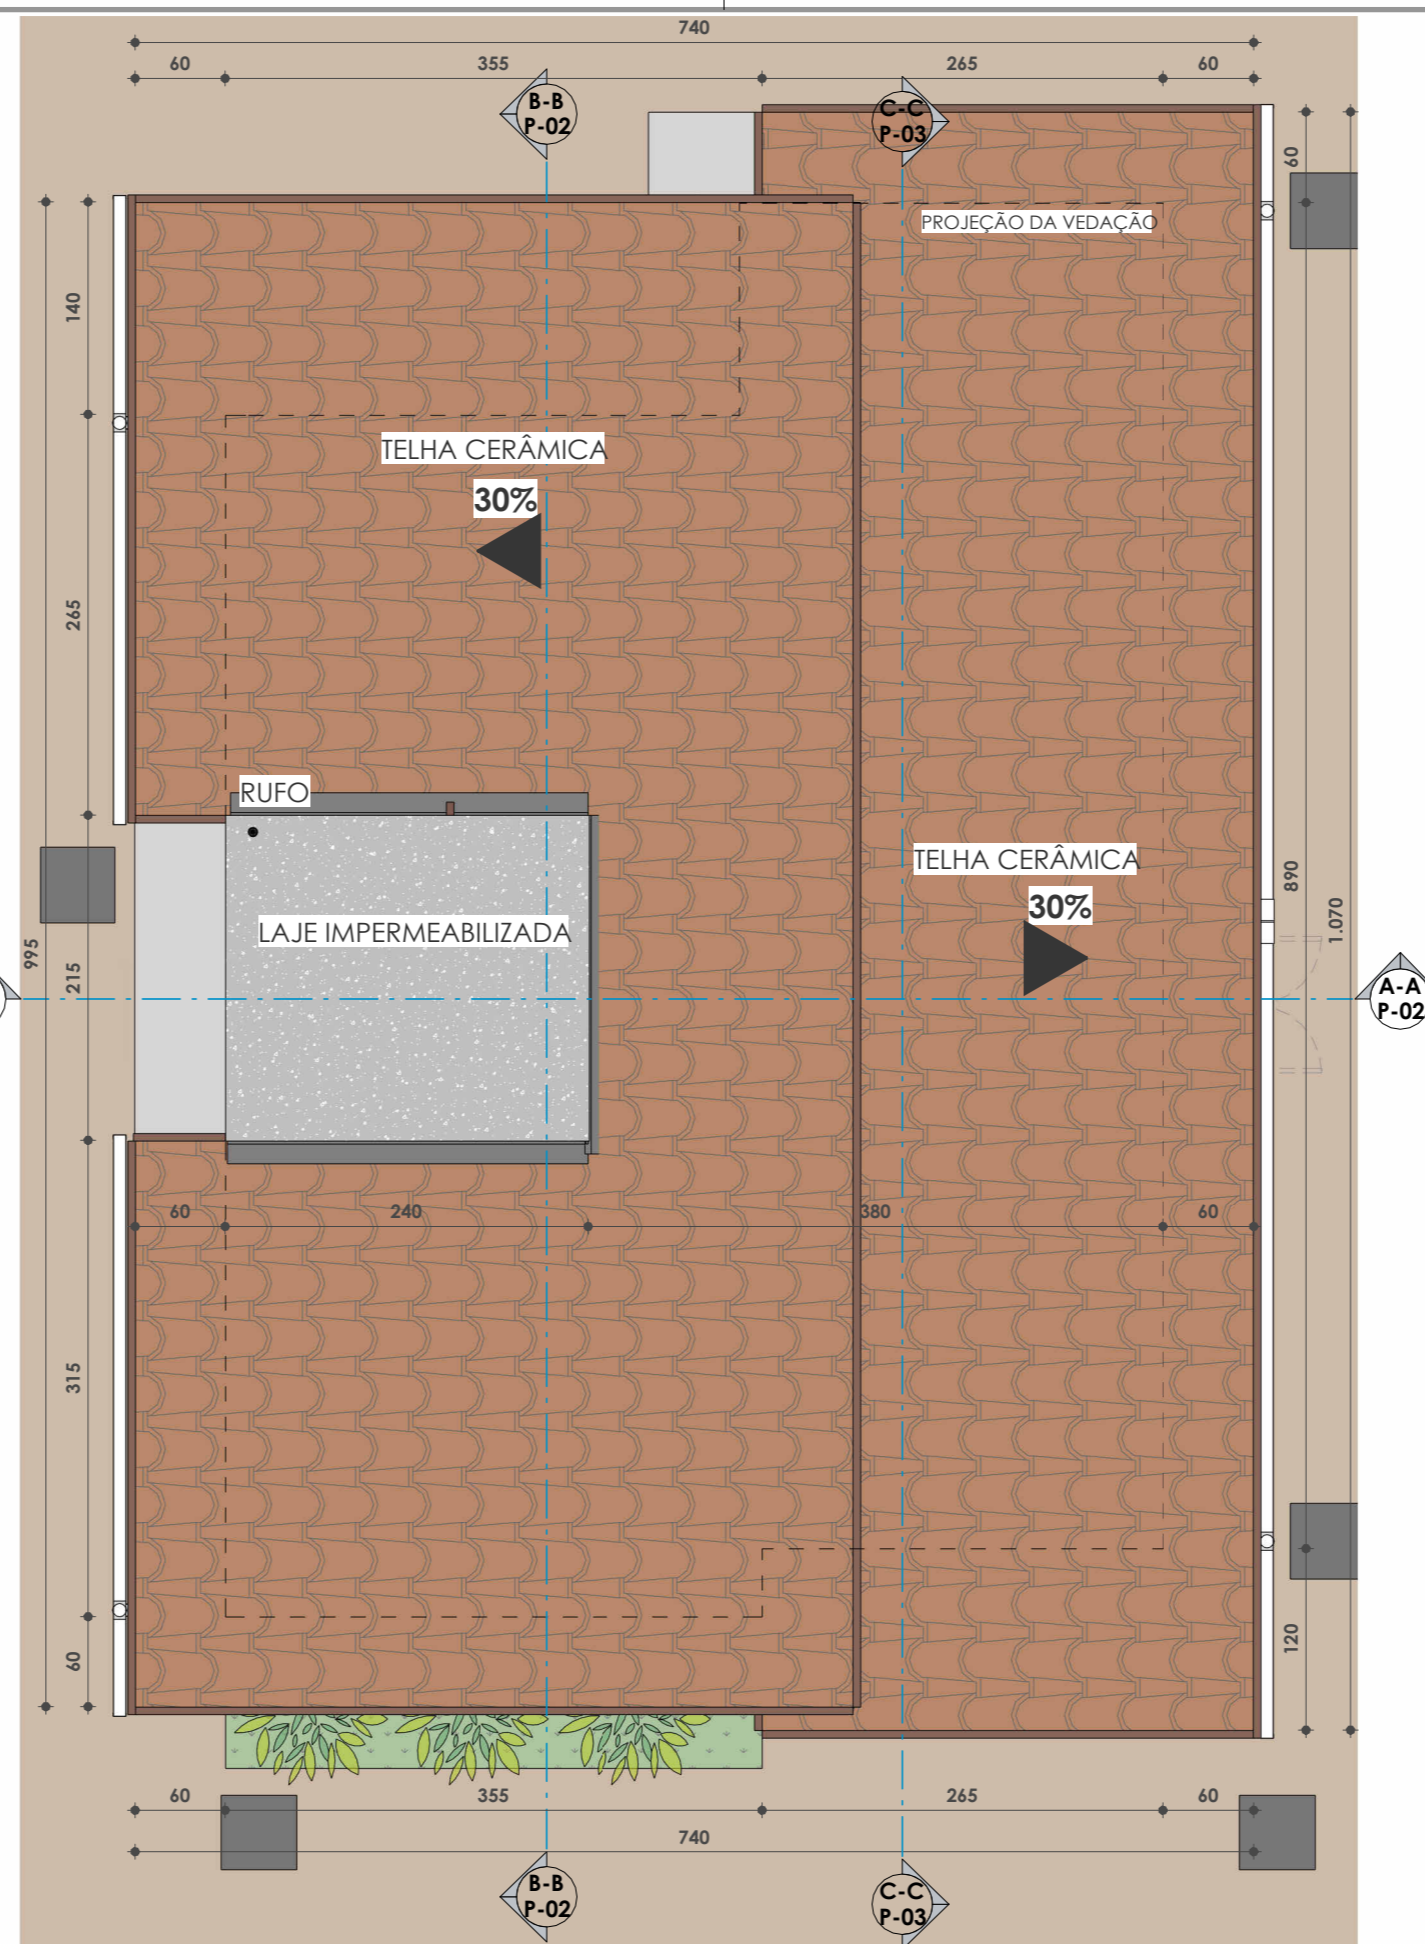 740
60
355
265
60
B-B
P-02
C-C
P-03
60
PROJEÇÃO DA VEDAÇÃO
140
TELHA CERÂMICA
30%
265
RUFO
TELHA CERÂMICA
30%
890
1.070
LAJE IMPERMEABILIZADA
995
215
A-A
P-02
60
240
380
60
315
60
120
60
355
265
60
740
B-B
P-02
C-C
P-03